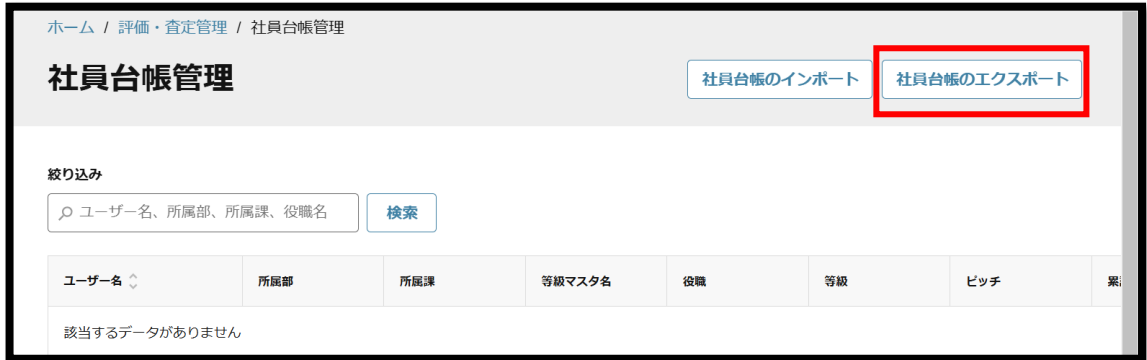 ホーム / 評価・査定管理 / 社員台帳管理
社員台帳管理
社員台帳のインポート 社員台帳のエクスポート
絞り込み
ユーザー名、所属部、所属課、役職名 検索
ユーザー名 所属部 所属課 等級マスタ名 役職 等級 ピッチ
該当するデータがありません